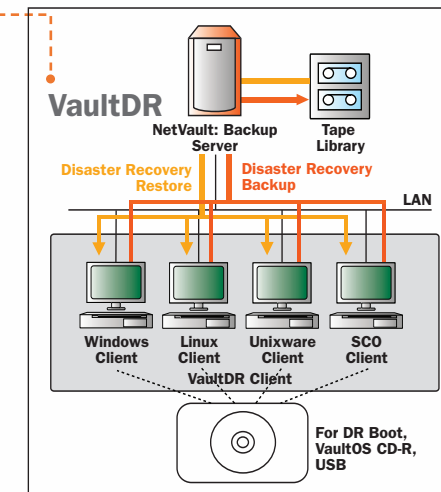 VaultDR
NetVault: Backup
Server
Tape
Library
Disaster Recovery
Restore
Disaster Recovery
Backup
LAN
Windows
Client
Linux
Client
Unixware
Client
SCO
Client
VaultDR Client
For DR Boot,
VaultOS CD-R,
USB